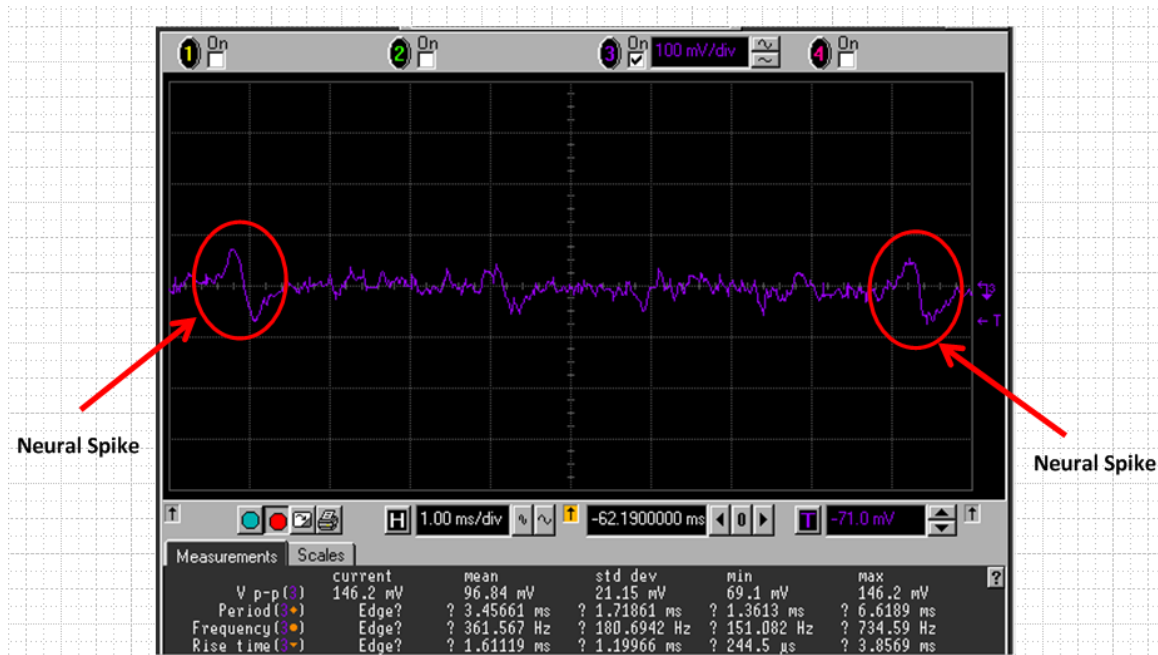 1 On 2 On 3 On 100 mV/div 4 On
3
T
Neural Spike
Neural Spike
H 1.00 ms/div -62.1900000 ms 0 T -71.0 mV
Measurements Scales
current mean std dev min max
V p-p(3) 146.2 mV 96.84 mV 21.15 mV 69.1 mV 146.2 mV
Period(3) Edge? ? 3.45661 ms ? 1.71861 ms ? 1.3613 ms ? 6.6189 ms
Frequency(3) Edge? ? 361.567 Hz ? 180.6942 Hz ? 151.082 Hz ? 734.59 Hz
Rise time(3) Edge? ? 1.61119 ms ? 1.19966 ms ? 244.5 µs ? 3.8569 ms
?